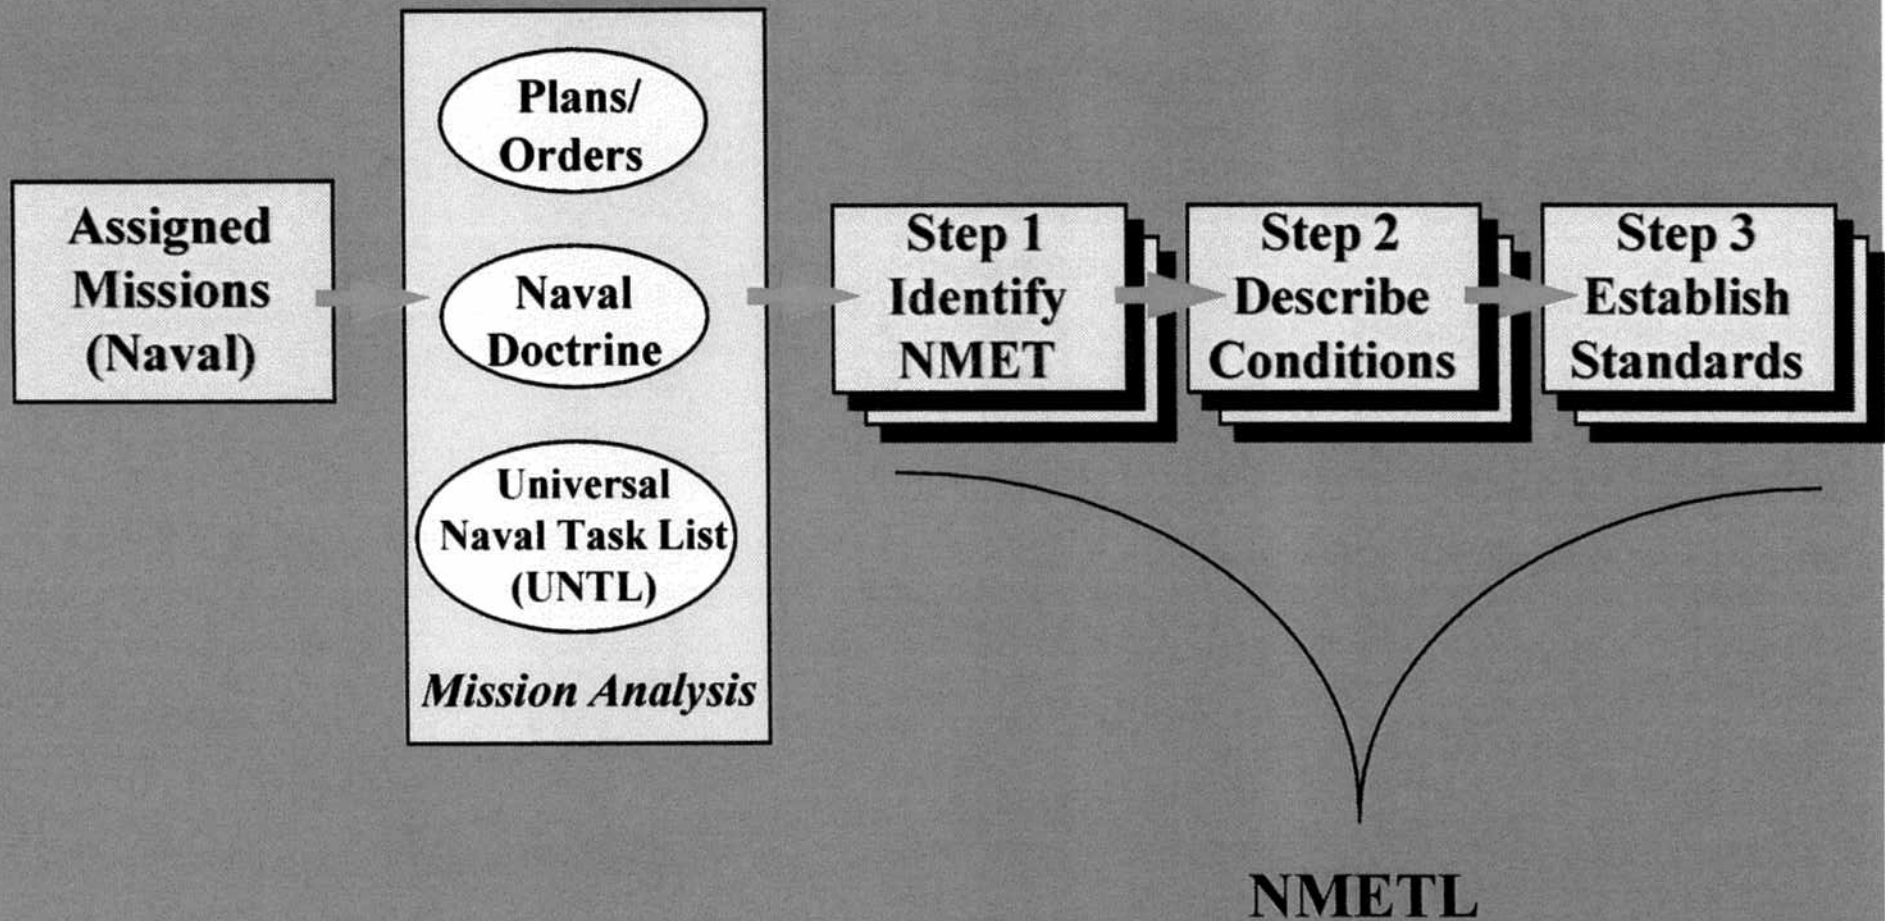 Assigned
Missions
(Naval)
Plans/
Orders
Naval
Doctrine
Universal
Naval Task List
(UNTL)
Mission Analysis
Step 1
Identify
NMET
Step 2
Describe
Conditions
Step 3
Establish
Standards
NMETL